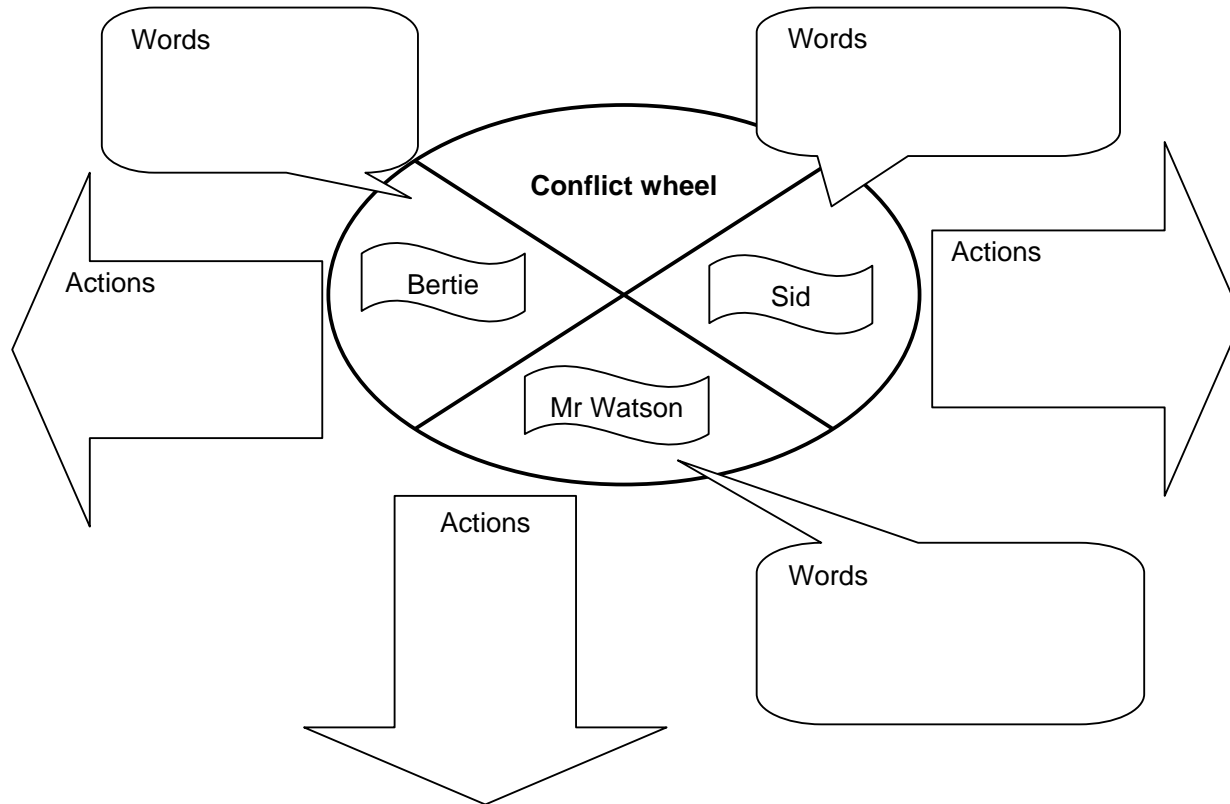 Words
Words
Conflict wheel
Actions
Bertie
Sid
Actions
Mr Watson
Actions
Words